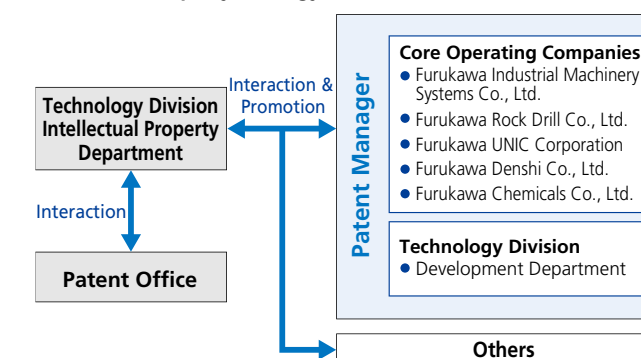 Technology Division
Intellectual Property
Department
Interaction &
Promotion
Interaction
Patent Office
Patent Manager
Core Operating Companies
● Furukawa Industrial Machinery
Systems Co., Ltd.
● Furukawa Rock Drill Co., Ltd.
● Furukawa UNIC Corporation
● Furukawa Denshi Co., Ltd.
● Furukawa Chemicals Co., Ltd.
Technology Division
● Development Department
Others